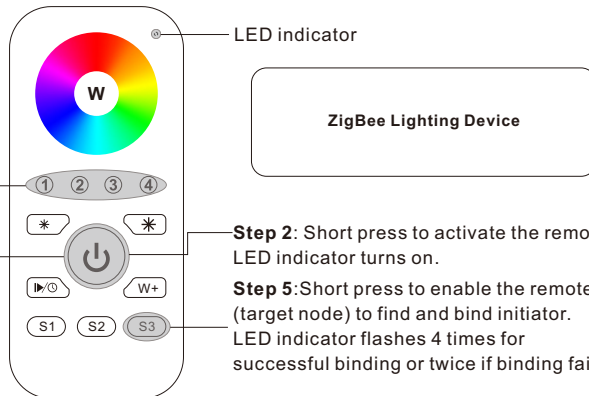 LED indicator
W
ZigBee Lighting Device
1 2 3 4
Step 2: Short press to activate the remo
LED indicator turns on.
W+
Step 5:Short press to enable the remote
(target node) to find and bind initiator.
S1 S2 S3
LED indicator flashes 4 times for
successful binding or twice if binding fai